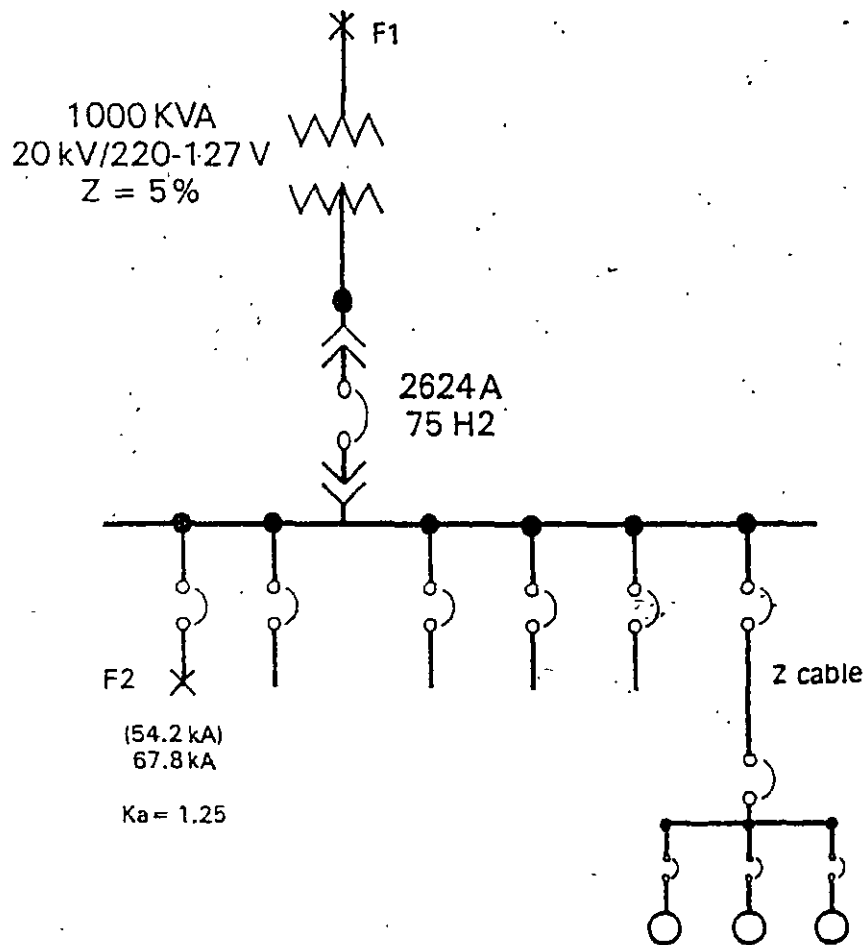 F1
1000 KVA
20 kV/220-127 V
Z = 5%
2624 A
75 H2
F2
Z cable
(54.2 kA)
67.8 kA
Ka = 1.25